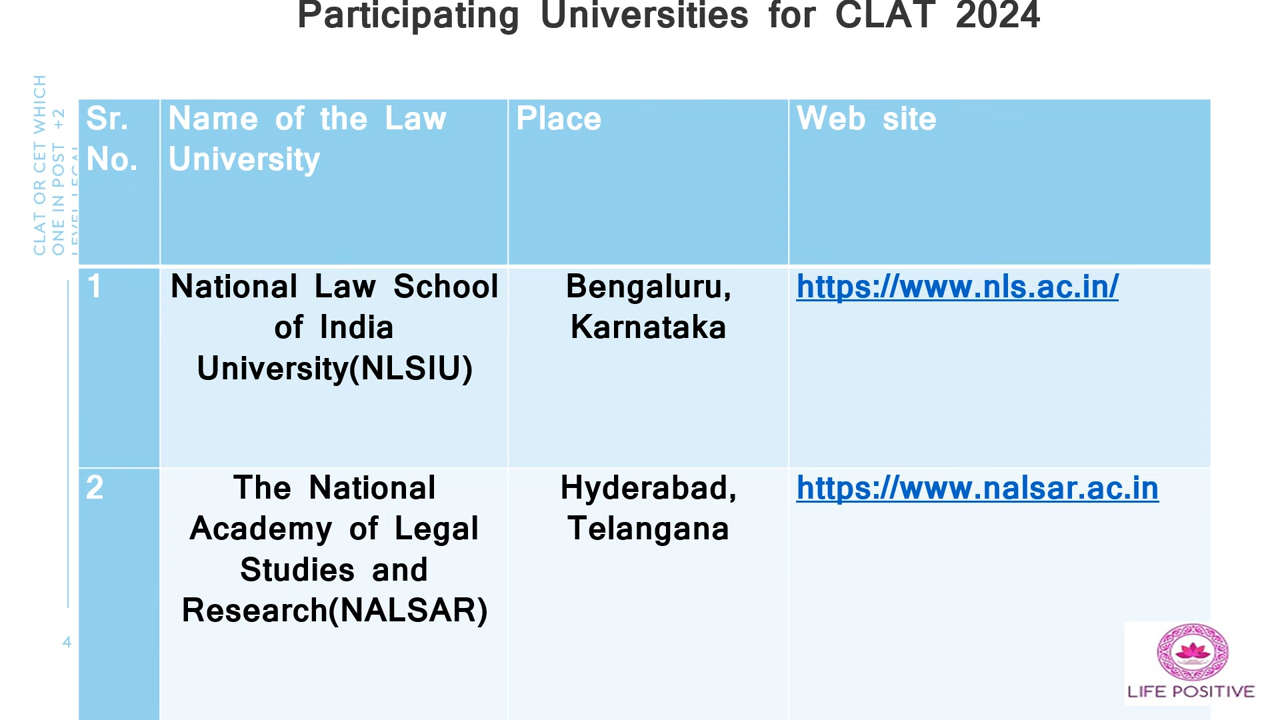 Participating Universities for CLAT 2024
CLAT OR CET WHICH
ONE IN POST +2
LEVEL LEGAL
Sr.
No.
Name of the Law
University
Place
Web site
1
National Law School
of India
University(NLSIU)
Bengaluru,
Karnataka
https://www.nls.ac.in/
2
The National
Academy of Legal
Studies and
Research(NALSAR)
Hyderabad,
Telangana
https://www.nalsar.ac.in
4
LIFE POSITIVE